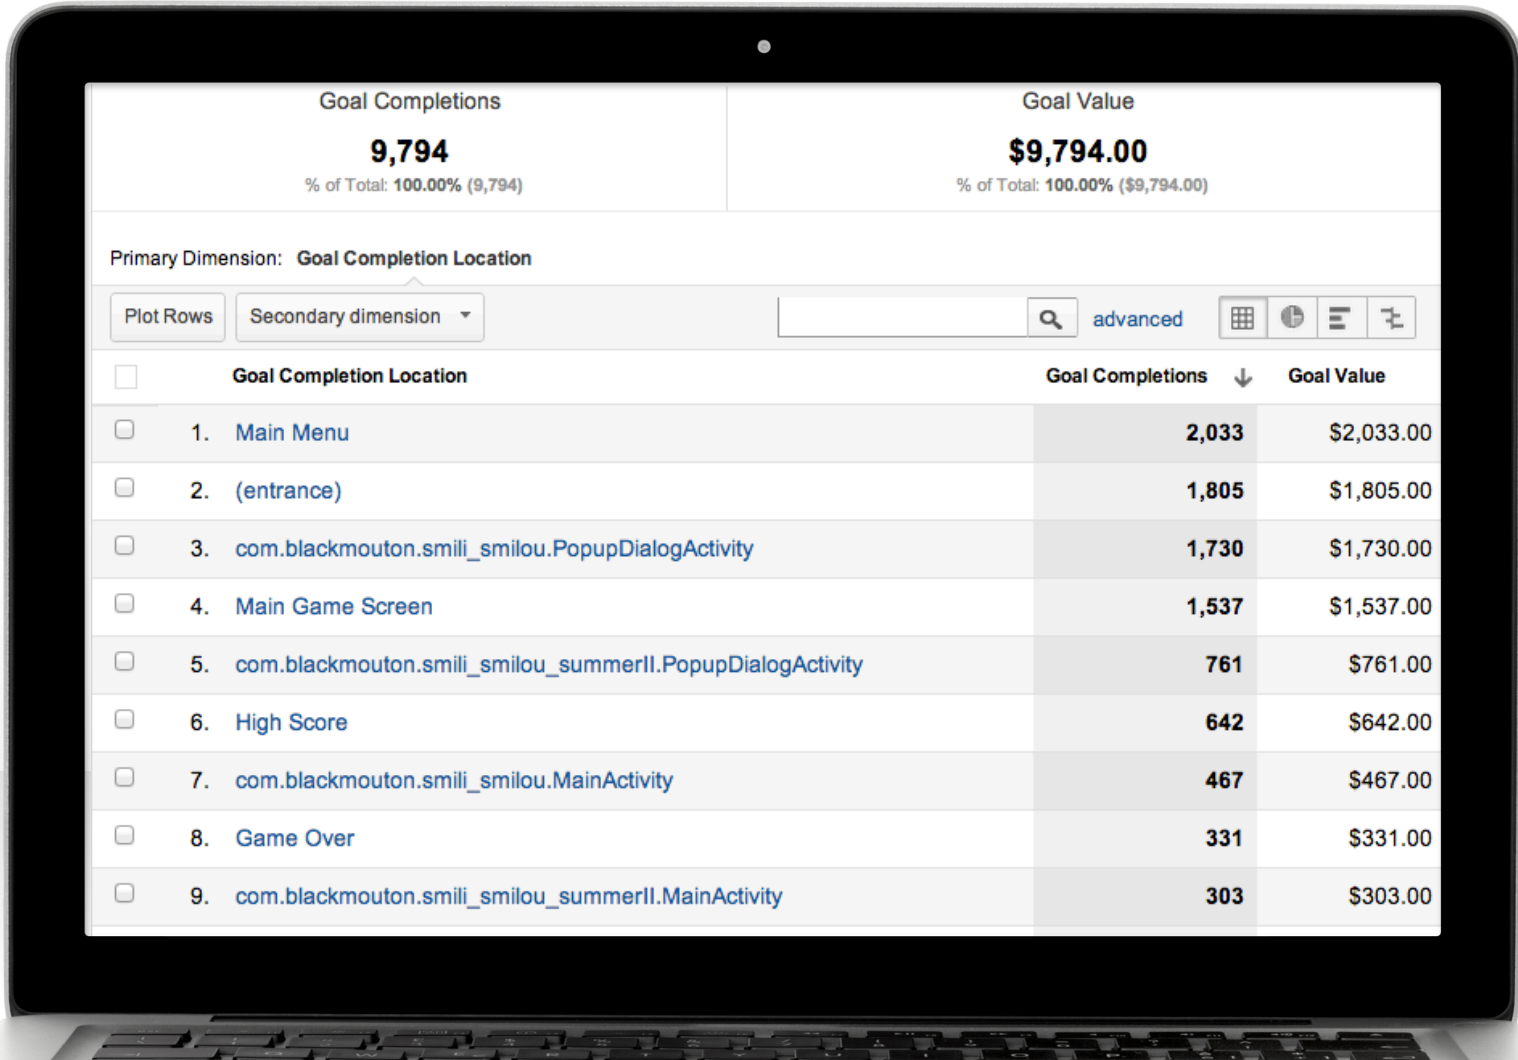 Goal Completions Goal Value
9,794 $9,794.00
% of Total: 100.00% (9,794) % of Total: 100.00% ($9,794.00)
Primary Dimension: Goal Completion Location
Plot Rows Secondary dimension advanced
Goal Completion Location Goal Completions Goal Value
1. Main Menu 2,033 $2,033.00
2. (entrance) 1,805 $1,805.00
3. com.blackmouton.smili_smilou.PopupDialogActivity 1,730 $1,730.00
4. Main Game Screen 1,537 $1,537.00
5. com.blackmouton.smili_smilou_summerII.PopupDialogActivity 761 $761.00
6. High Score 642 $642.00
7. com.blackmouton.smili_smilou.MainActivity 467 $467.00
8. Game Over 331 $331.00
9. com.blackmouton.smili_smilou_summerII.MainActivity 303 $303.00